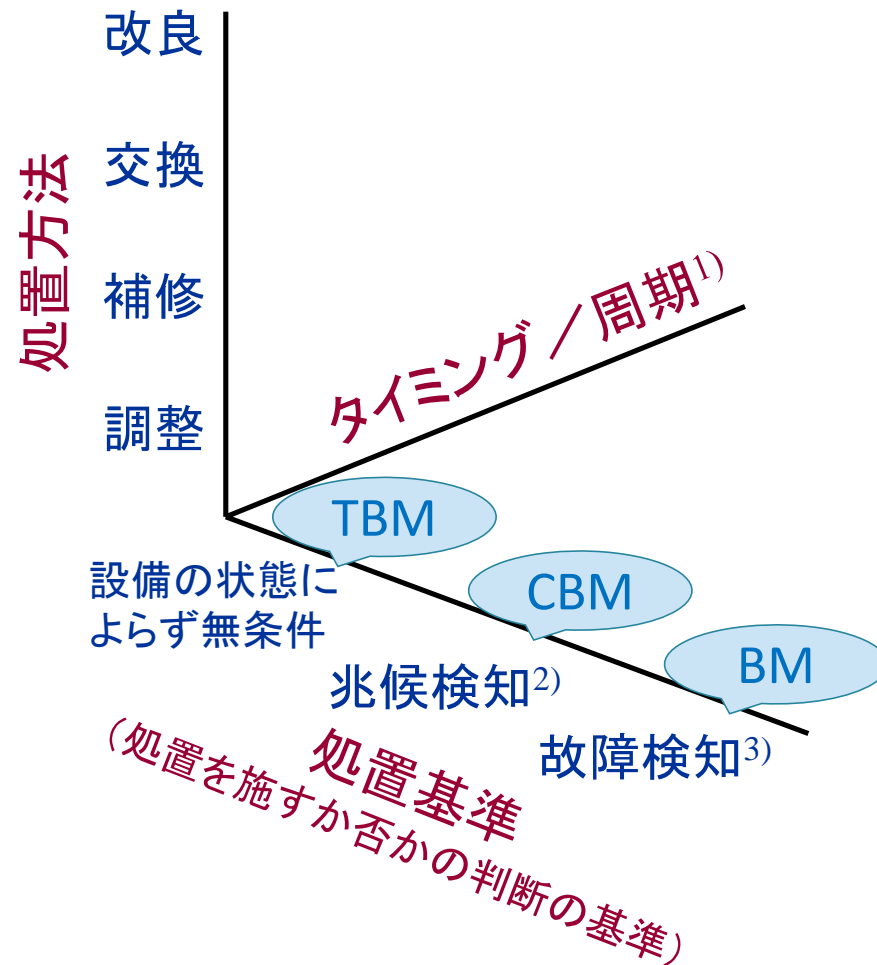 改良
交換
補修
調整
処置方法
タイミング／周期1)
TBM
CBM
BM
設備の状態に
よらず無条件
兆候検知2)
故障検知3)
処置基準
（処置を施すか否かの判断の基準）